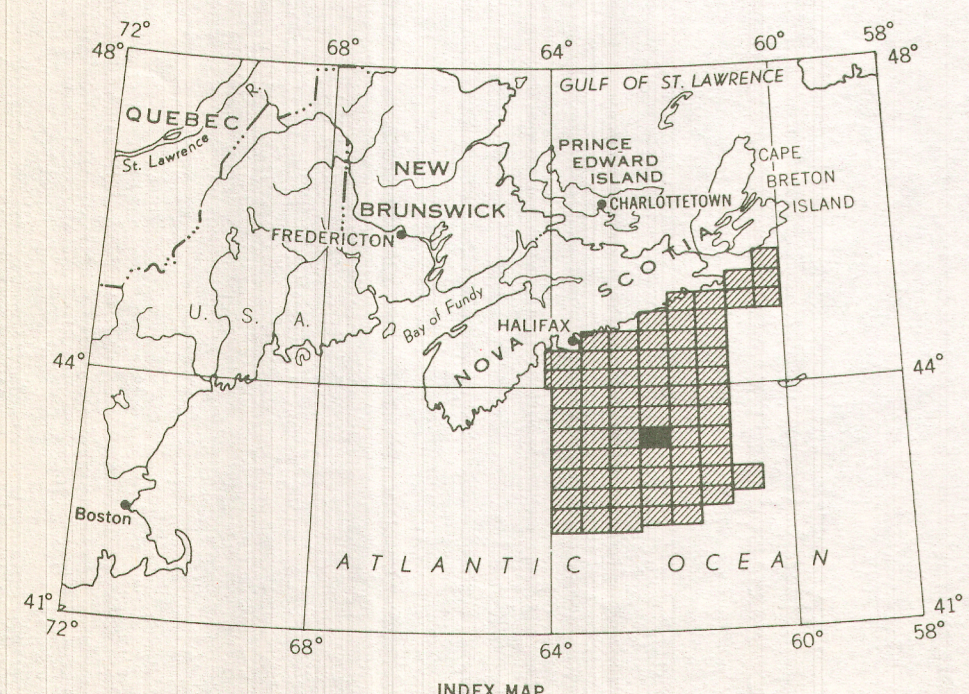 72°
68°
64°
60°
58°
48°
48°
GULF OF ST. LAWRENCE
R.
QUEBEC
St. Lawrence
PRINCE
EDWARD
ISLAND
CAPE
BRETON
ISLAND
NEW
BRUNSWICK
CHARLOTTETOWN
FREDERICTON
NOVA SCOTIA
U. S. A.
Bay of Fundy
HALIFAX
44°
44°
Boston
ATLANTIC OCEAN
41°
41°
72°
68°
64°
60°
58°
INDEX MAP